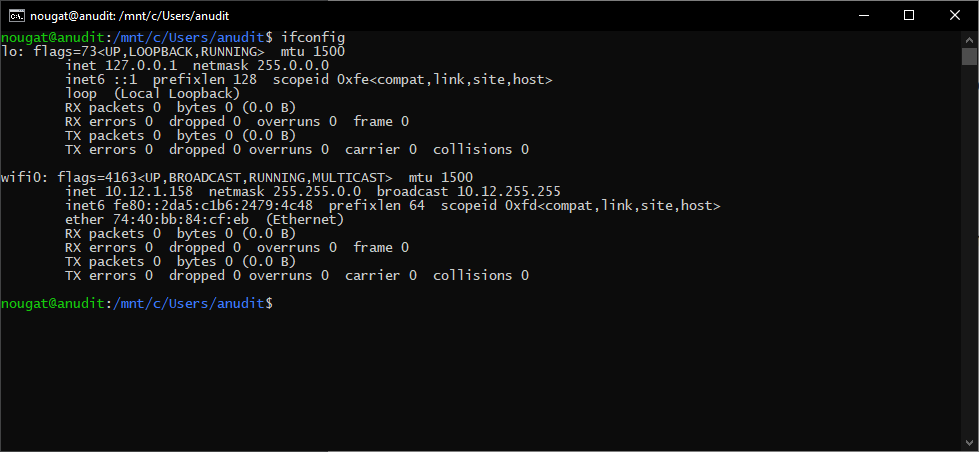 nougat@anudit: /mnt/c/Users/anudit
nougat@anudit:/mnt/c/Users/anudit$ ifconfig
lo: flags=73<UP,LOOPBACK,RUNNING>  mtu 1500
        inet 127.0.0.1  netmask 255.0.0.0
        inet6 ::1  prefixlen 128  scopeid 0xfe<compat,link,site,host>
        loop  (Local Loopback)
        RX packets 0  bytes 0 (0.0 B)
        RX errors 0  dropped 0  overruns 0  frame 0
        TX packets 0  bytes 0 (0.0 B)
        TX errors 0  dropped 0 overruns 0  carrier 0  collisions 0

wifi0: flags=4163<UP,BROADCAST,RUNNING,MULTICAST>  mtu 1500
        inet 10.12.1.158  netmask 255.255.0.0  broadcast 10.12.255.255
        inet6 fe80::2da5:c1b6:2479:4c48  prefixlen 64  scopeid 0xfd<compat,link,site,host>
        ether 74:40:bb:84:cf:eb  (Ethernet)
        RX packets 0  bytes 0 (0.0 B)
        RX errors 0  dropped 0  overruns 0  frame 0
        TX packets 0  bytes 0 (0.0 B)
        TX errors 0  dropped 0 overruns 0  carrier 0  collisions 0

nougat@anudit:/mnt/c/Users/anudit$